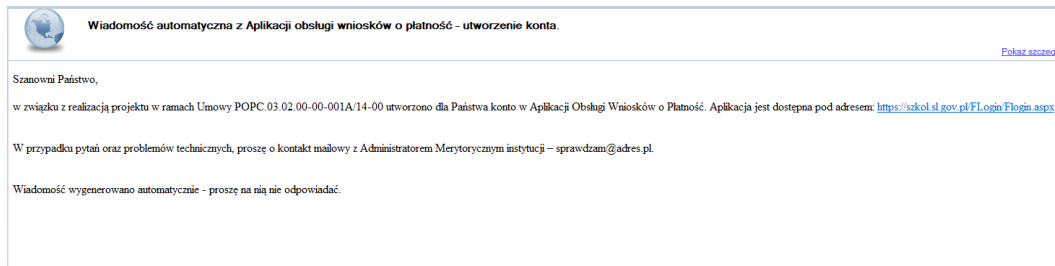 Wiadomość automatyczna z Aplikacji obsługi wniosków o płatność - utworzenie konta.
Pokaż szczeg
Szanowni Państwo,
w związku z realizacją projektu w ramach Umowy POPC.03.02.00-00-001A/14-00 utworzono dla Państwa konto w Aplikacji Obsługi Wniosków o Płatność. Aplikacja jest dostępna pod adresem: https://szkol.sl.gov.pl/FLogin/Flogin.aspx
W przypadku pytań oraz problemów technicznych, proszę o kontakt mailowy z Administratorem Merytorycznym instytucji – sprawdzam@adres.pl.
Wiadomość wygenerowano automatycznie - proszę na nią nie odpowiadać.